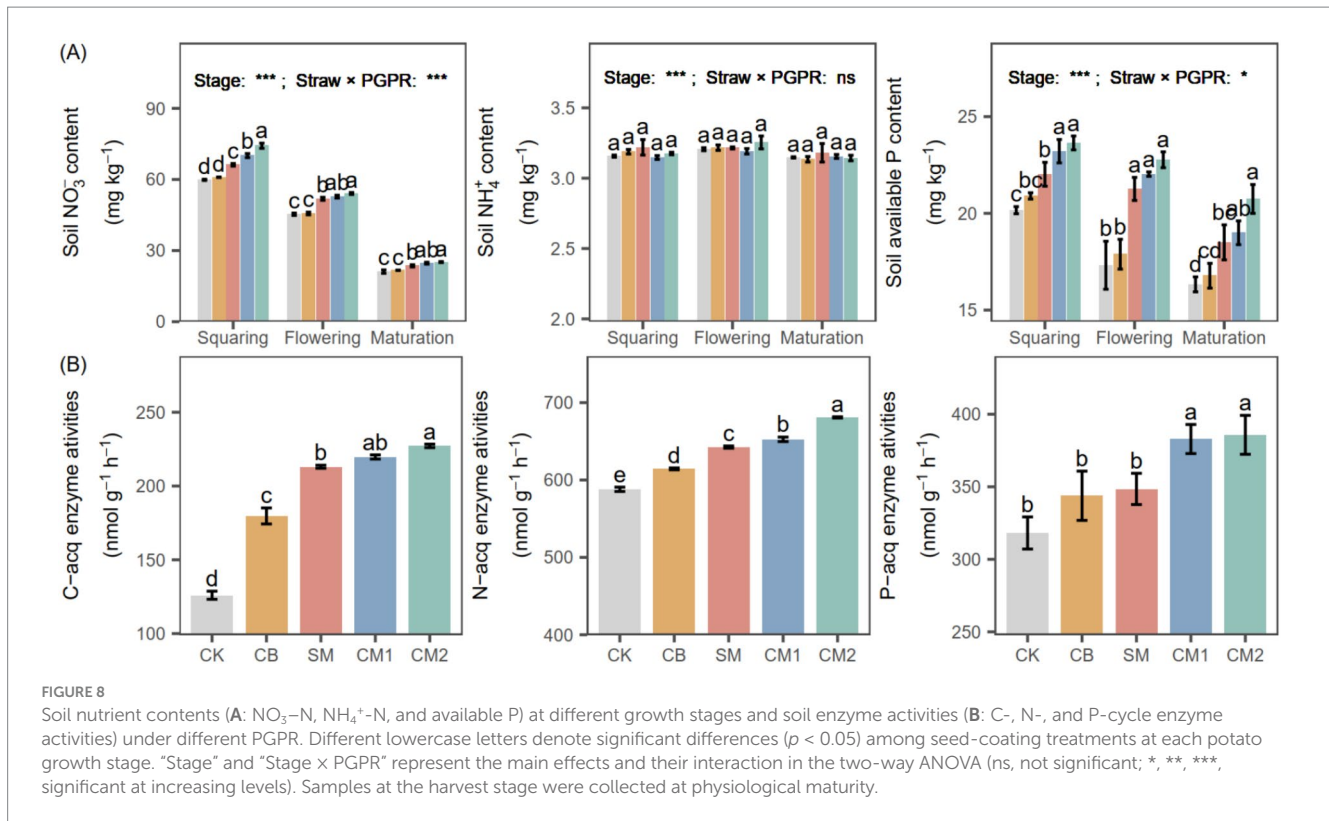 (A)
Stage: *** ; Straw × PGPR: ***
Soil NO₃⁻ content
(mg kg⁻¹)
90
60
30
0
d d c b a
c c b ab a
c c b ab a
Squaring Flowering Maturation
Stage: *** ; Straw × PGPR: ns
Soil NH₄⁺ content
(mg kg⁻¹)
3.5
3.0
2.5
2.0
a a a a a
a a a a a
a a a a a
Squaring Flowering Maturation
Stage: *** ; Straw × PGPR: *
Soil available P content
(mg kg⁻¹)
25
20
15
c bc b a a
b b a a a
d cd bc ab a
Squaring Flowering Maturation
(B)
C−acq enzyme ativities
(nmol g⁻¹ h⁻¹)
250
200
150
100
d c b ab a
CK CB SM CM1 CM2
N−acq enzyme ativities
(nmol g⁻¹ h⁻¹)
700
600
500
400
e d c b a
CK CB SM CM1 CM2
P−acq enzyme ativities
(nmol g⁻¹ h⁻¹)
400
350
300
250
b b b a a
CK CB SM CM1 CM2
FIGURE 8
Soil nutrient contents (A: NO₃–N, NH₄⁺-N, and available P) at different growth stages and soil enzyme activities (B: C-, N-, and P-cycle enzyme
activities) under different PGPR. Different lowercase letters denote significant differences (p < 0.05) among seed-coating treatments at each potato
growth stage. “Stage” and “Stage × PGPR” represent the main effects and their interaction in the two-way ANOVA (ns, not significant; *, **, ***,
significant at increasing levels). Samples at the harvest stage were collected at physiological maturity.